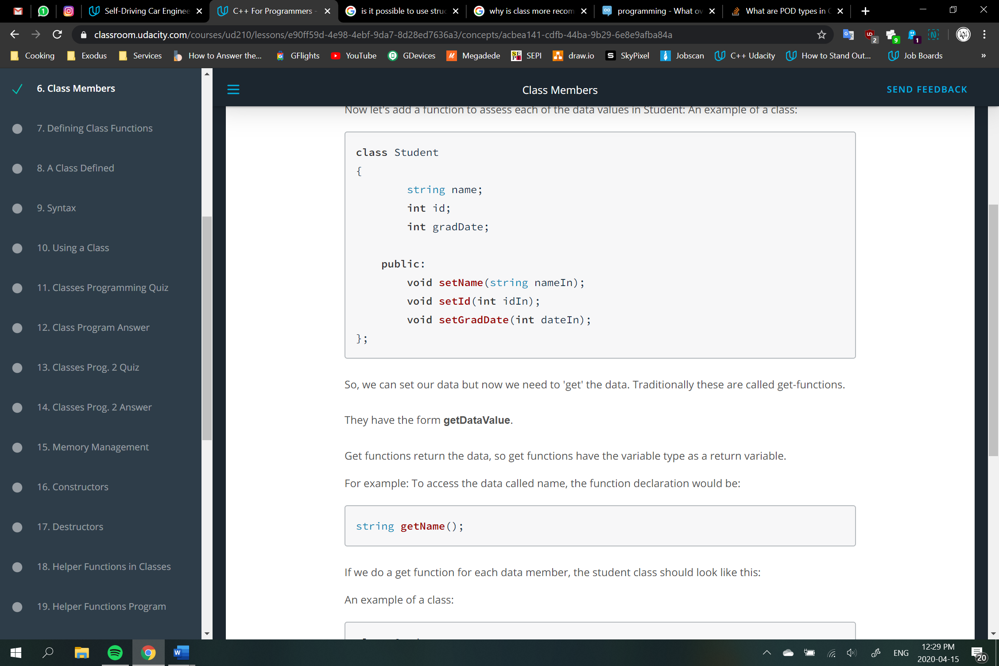 Self-Driving Car Enginee
C++ For Programmers -
is it possible to use struc
why is class more recom
programming - What ov
What are POD types in C
classroom.udacity.com/courses/ud210/lessons/e90ff59d-4e98-4ebf-9da7-8d28ed7636a3/concepts/acbea141-cdfb-44ba-9b29-6e8e9afba84a
2
9
1
Cooking
Exodus
Services
How to Answer the...
GFlights
YouTube
GDevices
Megadede
SEPI
draw.io
SkyPixel
Jobscan
C++ Udacity
How to Stand Out...
Job Boards
»
6. Class Members
7. Defining Class Functions
8. A Class Defined
9. Syntax
10. Using a Class
11. Classes Programming Quiz
12. Class Program Answer
13. Classes Prog. 2 Quiz
14. Classes Prog. 2 Answer
15. Memory Management
16. Constructors
17. Destructors
18. Helper Functions in Classes
19. Helper Functions Program
Class Members
SEND FEEDBACK
Now let's add a function to assess each of the data values in Student: An example of a class:
class Student
{
string name;
int id;
int gradDate;
public:
void setName(string nameIn);
void setId(int idIn);
void setGradDate(int dateIn);
};
So, we can set our data but now we need to 'get' the data. Traditionally these are called get-functions.
They have the form getDataValue.
Get functions return the data, so get functions have the variable type as a return variable.
For example: To access the data called name, the function declaration would be:
string getName();
If we do a get function for each data member, the student class should look like this:
An example of a class:
ENG
12:29 PM
2020-04-15
20